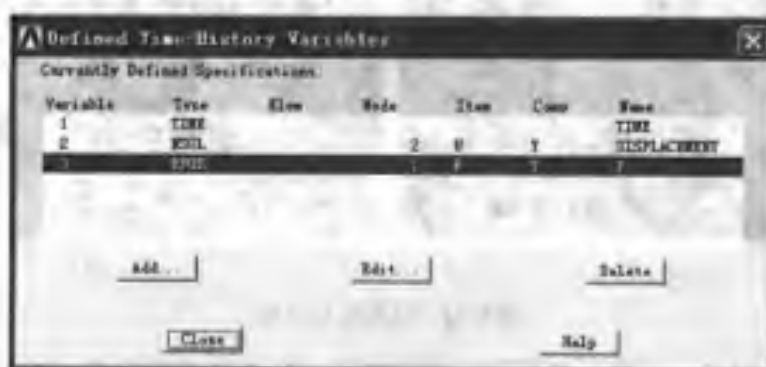 Defined Time-History Variables
Currently Defined Specifications:
Variable Type Elem Node Item Comp Name
1 TIME TIME
2 NSOL 2 U Y DISPLACEMENT
3
Add... Edit... Delete
Close Help